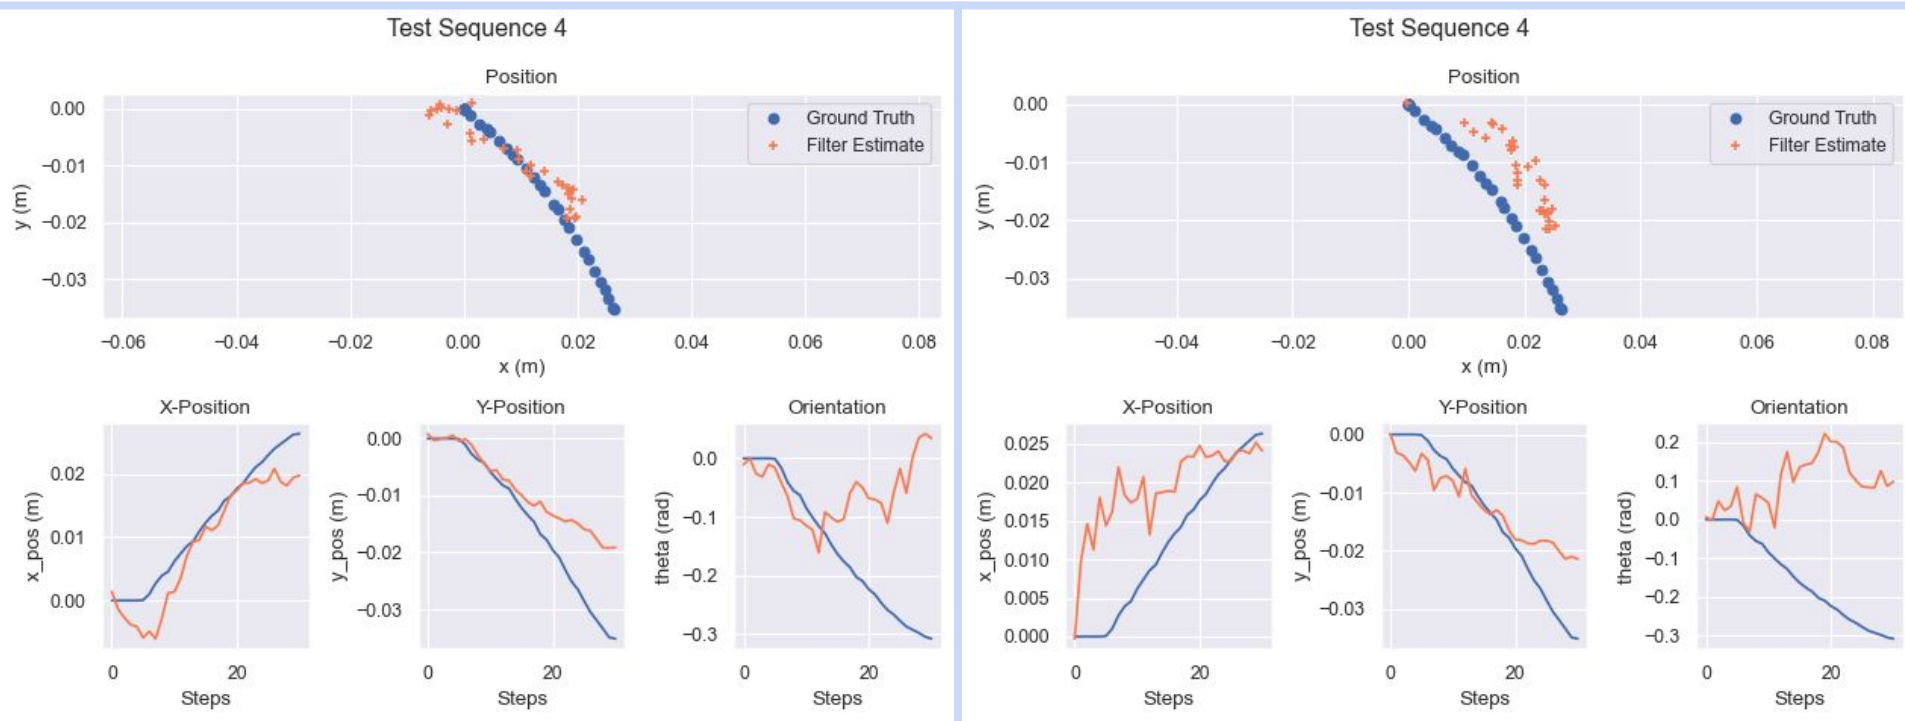 Test Sequence 4
Position
0.00
−0.01
−0.02
−0.03
y (m)
Ground Truth
Filter Estimate
−0.06 −0.04 −0.02 0.00 0.02 0.04 0.06 0.08
x (m)
X-Position
0.02
0.01
0.00
x_pos (m)
0 20
Steps
Y-Position
0.00
−0.01
−0.02
−0.03
y_pos (m)
0 20
Steps
Orientation
0.0
−0.1
−0.2
−0.3
theta (rad)
0 20
Steps
Test Sequence 4
Position
0.00
−0.01
−0.02
−0.03
y (m)
Ground Truth
Filter Estimate
−0.04 −0.02 0.00 0.02 0.04 0.06 0.08
x (m)
X-Position
0.025
0.020
0.015
0.010
0.005
0.000
x_pos (m)
0 20
Steps
Y-Position
0.00
−0.01
−0.02
−0.03
y_pos (m)
0 20
Steps
Orientation
0.2
0.1
0.0
−0.1
−0.2
−0.3
theta (rad)
0 20
Steps